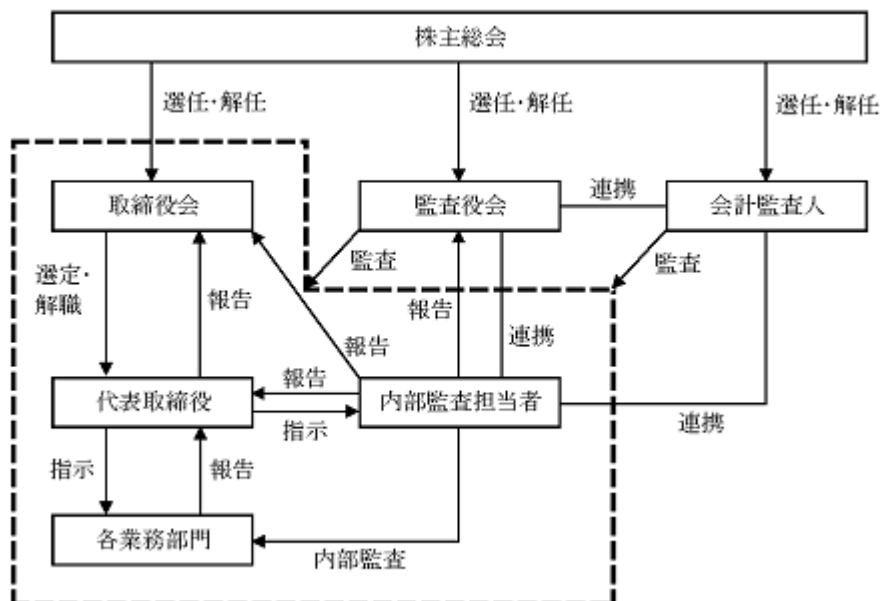 株主総会
選任・解任
選任・解任
選任・解任
取締役会
監査役会
連携
会計監査人
監査
監査
選定・
解職
報告
報告
報告
連携
報告
代表取締役
内部監査担当者
指示
連携
指示
報告
各業務部門
内部監査